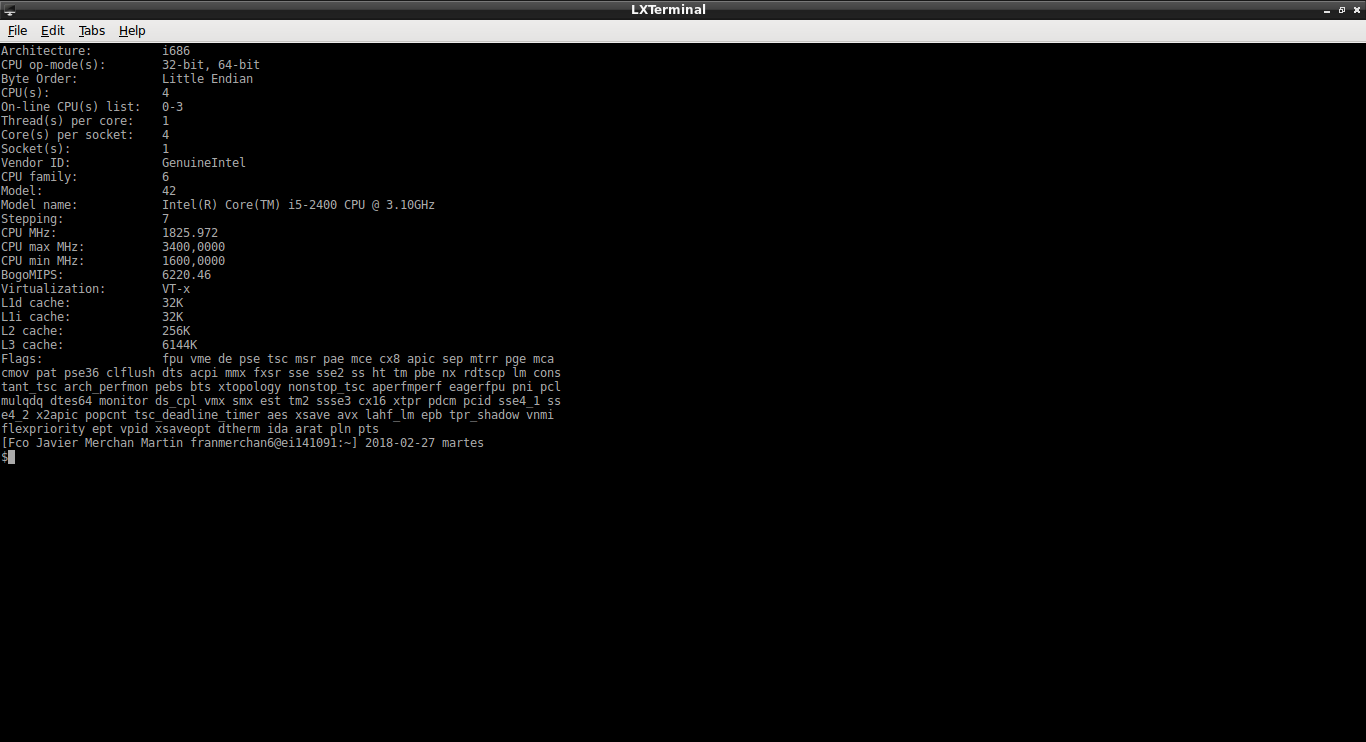 LXTerminal
File Edit Tabs Help
Architecture:          i686
CPU op-mode(s):        32-bit, 64-bit
Byte Order:            Little Endian
CPU(s):                4
On-line CPU(s) list:   0-3
Thread(s) per core:    1
Core(s) per socket:    4
Socket(s):             1
Vendor ID:             GenuineIntel
CPU family:            6
Model:                 42
Model name:            Intel(R) Core(TM) i5-2400 CPU @ 3.10GHz
Stepping:              7
CPU MHz:               1825.972
CPU max MHz:           3400,0000
CPU min MHz:           1600,0000
BogoMIPS:              6220.46
Virtualization:        VT-x
L1d cache:             32K
L1i cache:             32K
L2 cache:              256K
L3 cache:              6144K
Flags:                 fpu vme de pse tsc msr pae mce cx8 apic sep mtrr pge mca
cmov pat pse36 clflush dts acpi mmx fxsr sse sse2 ss ht tm pbe nx rdtscp lm cons
tant_tsc arch_perfmon pebs bts xtopology nonstop_tsc aperfmperf eagerfpu pni pcl
mulqdq dtes64 monitor ds_cpl vmx smx est tm2 ssse3 cx16 xtpr pdcm pcid sse4_1 ss
e4_2 x2apic popcnt tsc_deadline_timer aes xsave avx lahf_lm epb tpr_shadow vnmi
flexpriority ept vpid xsaveopt dtherm ida arat pln pts
[Fco Javier Merchan Martin franmerchan6@ei141091:~] 2018-02-27 martes
$